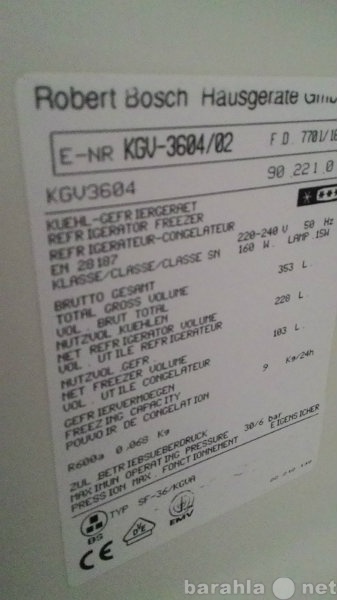 Robert Bosch Hausgeräte GmbH
E-NR KGV-3604/02 F D. 7701/18
KGV3604 90 221.0
KUEHL-GEFRIERGERAET
REFRIGERATOR FREEZER
REFRIGERATEUR-CONGELATEUR
EN 28187 220-240 V 50 Hz
KLASSE/CLASSE/CLASSE SN 160 W. LAMP 15W
BRUTTO GESAMT
TOTAL GROSS VOLUME 353 L.
VOL. BRUT TOTAL
NUTZVOL KUEHLEN
NET REFRIGERATOR VOLUME 228 L.
VOL. UTILE REFRIGERATEUR
NUTZVOL GEFR.
NET FREEZER VOLUME 103 L.
VOL. UTILE CONGELATEUR
GEFRIERVERMOEGEN
FREEZING CAPACITY 9 Kg/24h
POUVOIR DE CONGELATION
R600a 0.068 Kg
ZUL BETRIEBSUEBERDRUCK
MAXIMUN OPERATING PRESSURE 30/6 bar
PRESSION MAX. FONCTIONNEMENT EIGENSICHER
TYP SF-36/KGVA
BS DVE EMV
CE
barahla.net